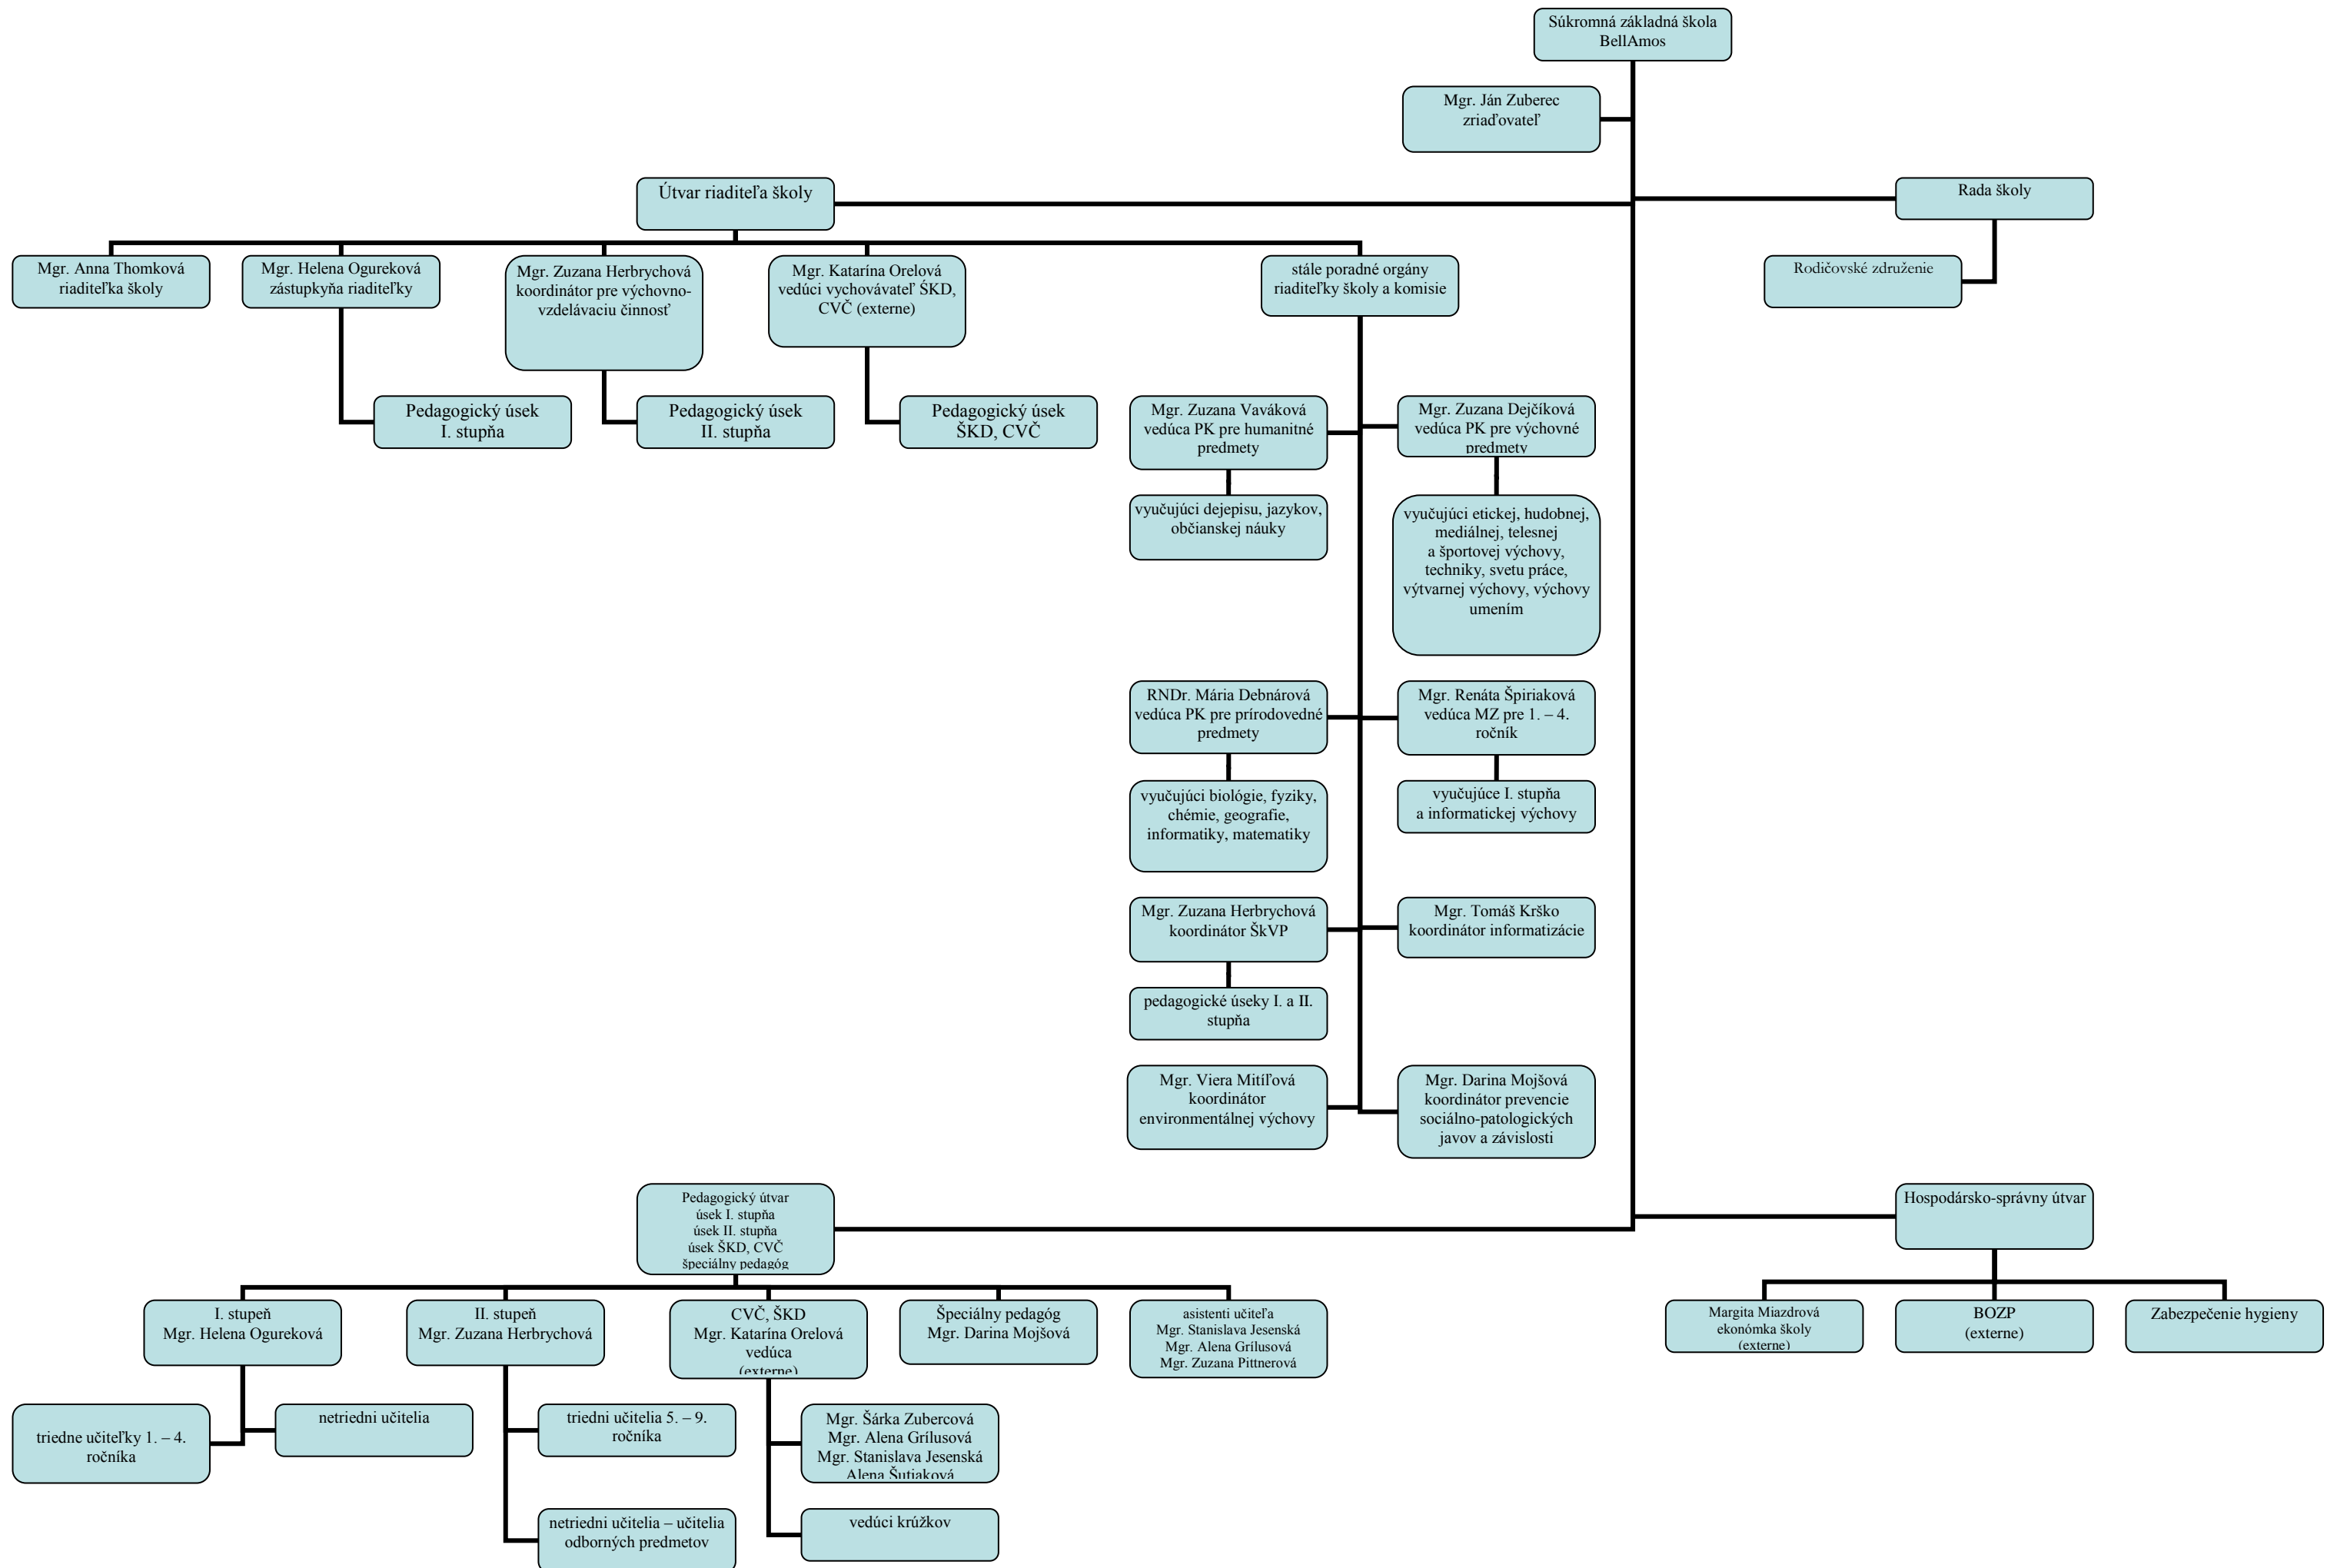 Súkromná základná škola
BellAmos
Mgr. Ján Zuberec
zriaďovateľ
Útvar riaditeľa školy
Rada školy
Rodičovské združenie
Mgr. Anna Thomková
riaditeľka školy
Mgr. Helena Ogureková
zástupkyňa riaditeľky
Mgr. Zuzana Herbrychová
koordinátor pre výchovno-
vzdelávaciu činnosť
Mgr. Katarína Orelová
vedúci vychovávateľ ŠKD,
CVČ (externe)
stále poradné orgány
riaditeľky školy a komisie
Pedagogický úsek
I. stupňa
Pedagogický úsek
II. stupňa
Pedagogický úsek
ŠKD, CVČ
Mgr. Zuzana Vaváková
vedúca PK pre humanitné
predmety
Mgr. Zuzana Dejčíková
vedúca PK pre výchovné
predmety
vyučujúci dejepisu, jazykov,
občianskej náuky
vyučujúci etickej, hudobnej,
mediálnej, telesnej
a športovej výchovy,
techniky, svetu práce,
výtvarnej výchovy, výchovy
umením
RNDr. Mária Debnárová
vedúca PK pre prírodovedné
predmety
Mgr. Renáta Špiriaková
vedúca MZ pre 1. – 4.
ročník
vyučujúci biológie, fyziky,
chémie, geografie,
informatiky, matematiky
vyučujúce I. stupňa
a informatickej výchovy
Mgr. Zuzana Herbrychová
koordinátor ŠkVP
Mgr. Tomáš Krško
koordinátor informatizácie
pedagogické úseky I. a II.
stupňa
Mgr. Viera Mitíľová
koordinátor
environmentálnej výchovy
Mgr. Darina Mojšová
koordinátor prevencie
sociálno-patologických
javov a závislosti
Pedagogický útvar
úsek I. stupňa
úsek II. stupňa
úsek ŠKD, CVČ
špeciálny pedagóg
Hospodársko-správny útvar
I. stupeň
Mgr. Helena Ogureková
II. stupeň
Mgr. Zuzana Herbrychová
CVČ, ŠKD
Mgr. Katarína Orelová
vedúca
(externe)
Špeciálny pedagóg
Mgr. Darina Mojšová
asistenti učiteľa
Mgr. Stanislava Jesenská
Mgr. Alena Grílusová
Mgr. Zuzana Pittnerová
Margita Miazdrová
ekonómka školy
(externe)
BOZP
(externe)
Zabezpečenie hygieny
triedne učiteľky 1. – 4.
ročníka
netriedni učitelia
triedni učitelia 5. – 9.
ročníka
Mgr. Šárka Zubercová
Mgr. Alena Grílusová
Mgr. Stanislava Jesenská
Alena Šutiaková
netriedni učitelia – učitelia
odborných predmetov
vedúci krúžkov